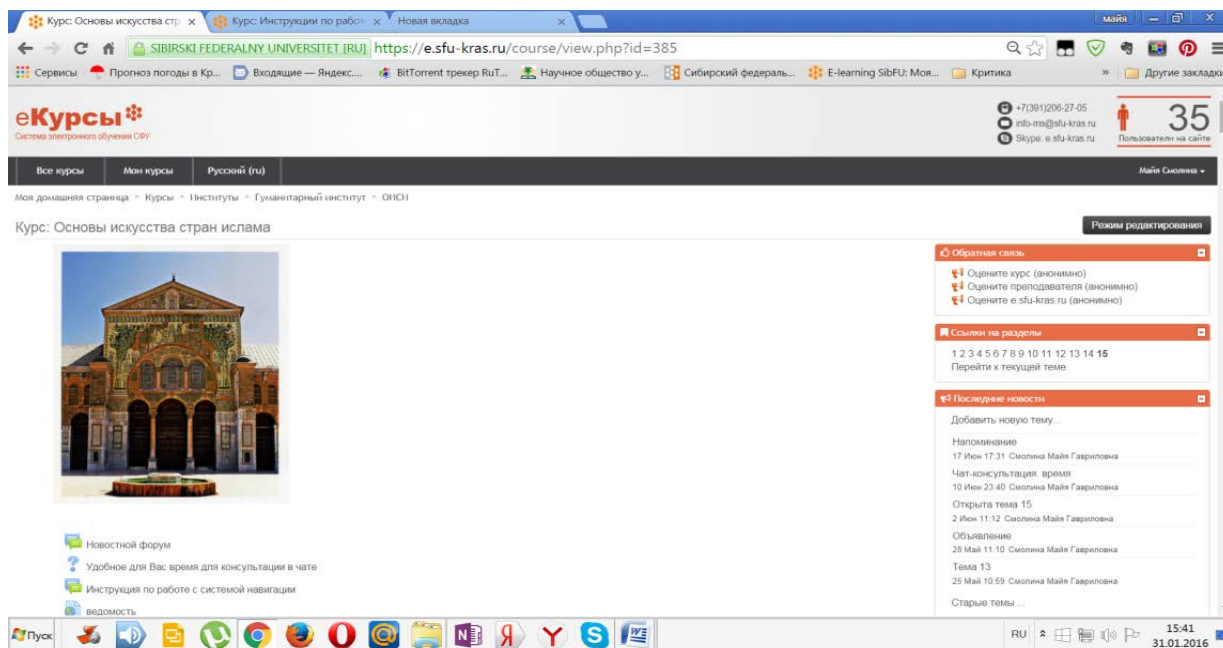 Курс: Основы искусства стр
Курс: Инструкции по работ
Новая вкладка
майя
SIBIRSKI FEDERALNY UNIVERSITET [RU]
https://e.sfu-kras.ru/course/view.php?id=385
Сервисы
Прогноз погоды в Кр...
Входящие — Яндекс....
BitTorrent трекер RuT...
Научное общество у...
Сибирский федераль...
E-learning SibFU: Моя...
Критика
»
Другие закладки
еКурсы
Система электронного обучения СФУ
+7(391)206-27-05
info-ms@sfu-kras.ru
Skype: e.sfu-kras.ru
35
Пользователи на сайте
Все курсы
Мои курсы
Русский (ru)
Майя Смолина
Моя домашняя страница
Курсы
Институты
Гуманитарный институт
ОИСИ
Курс: Основы искусства стран ислама
Режим редактирования
Обратная связь
Оцените курс (анонимно)
Оцените преподавателя (анонимно)
Оцените e.sfu-kras.ru (анонимно)
Ссылки на разделы
1 2 3 4 5 6 7 8 9 10 11 12 13 14 15
Перейти к текущей теме
Последние новости
Добавить новую тему...
Напоминание
17 Июн 17:31 Смолина Майя Гавриловна
Чат-консультация: время
10 Июн 23:40 Смолина Майя Гавриловна
Открыта тема 15
2 Июн 11:12 Смолина Майя Гавриловна
Объявление
28 Май 11:10 Смолина Майя Гавриловна
Тема 13
25 Май 10:59 Смолина Майя Гавриловна
Старые темы ...
Новостной форум
Удобное для Вас время для консультации в чате
Инструкция по работе с системой навигации
ведомость
Пуск
RU
15:41
31.01.2016